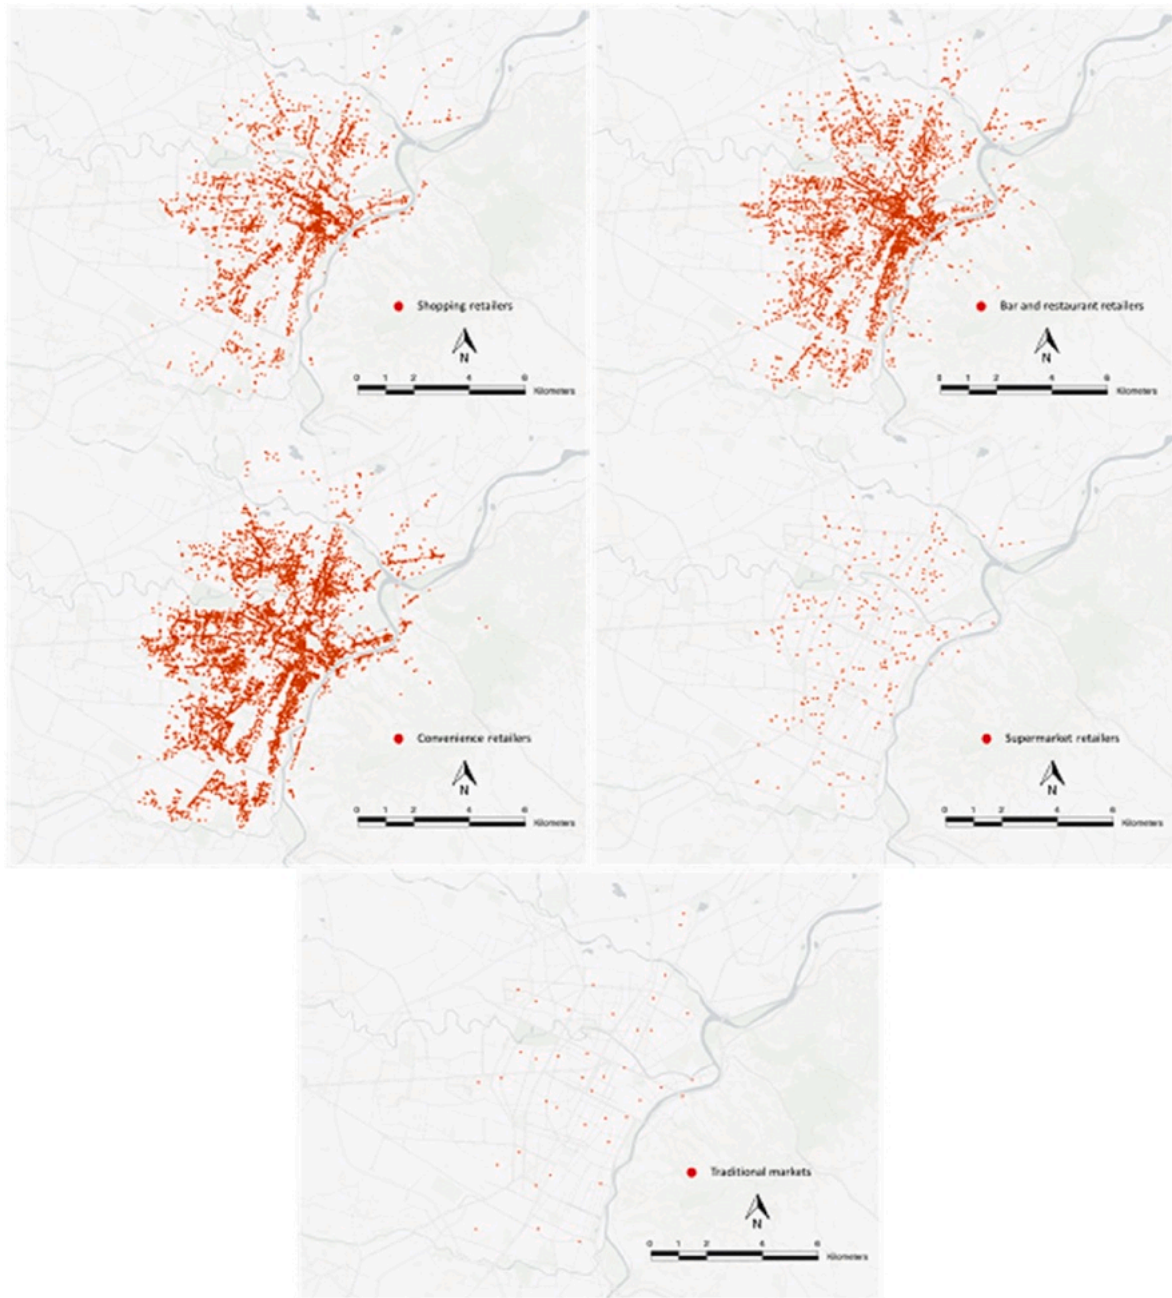 Shopping retailers
N
0 1 2 4 6
Kilometers
Bar and restaurant retailers
N
0 1 2 4 6
Kilometers
Convenience retailers
N
0 1 2 4 6
Kilometers
Supermarket retailers
N
0 1 2 4 6
Kilometers
Traditional markets
N
0 1 2 4 6
Kilometers